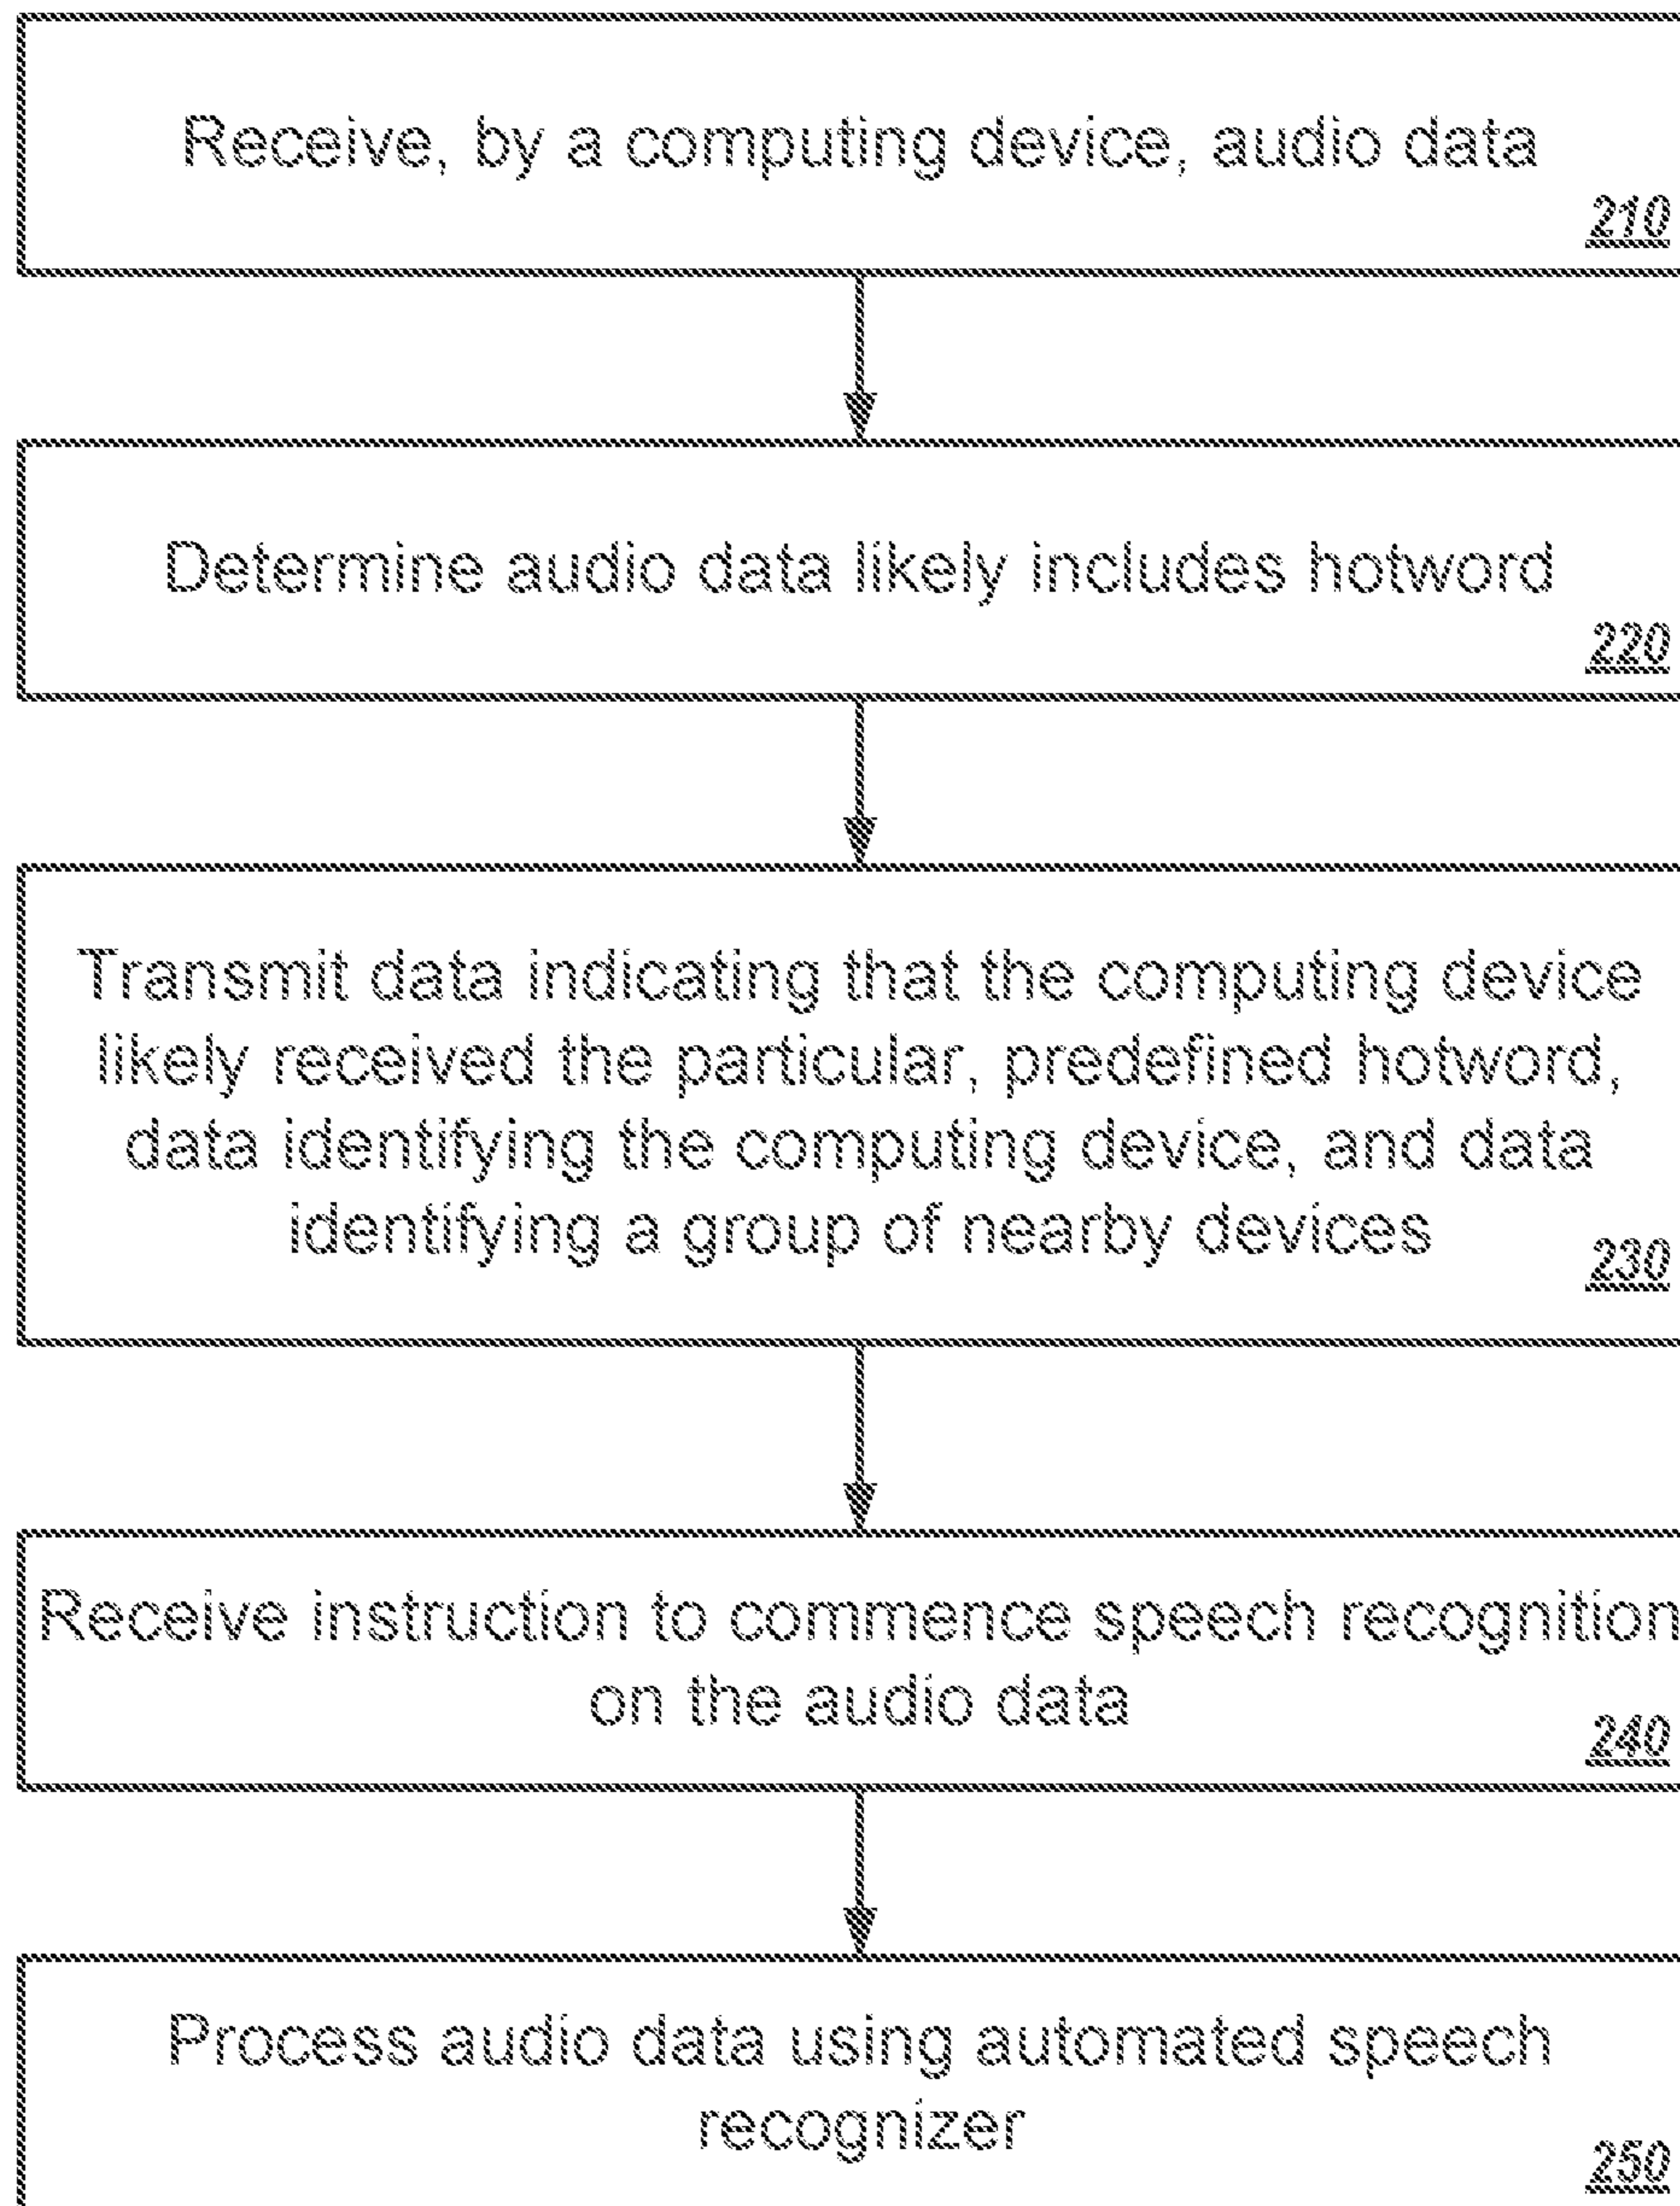 Receive, by a computing device, audio data
210
Determine audio data likely includes hotword
220
Transmit data indicating that the computing device
likely received the particular, predefined hotword,
data identifying the computing device, and data
identifying a group of nearby devices
230
Receive instruction to commence speech recognition
on the audio data
240
Process audio data using automated speech
recognizer
250